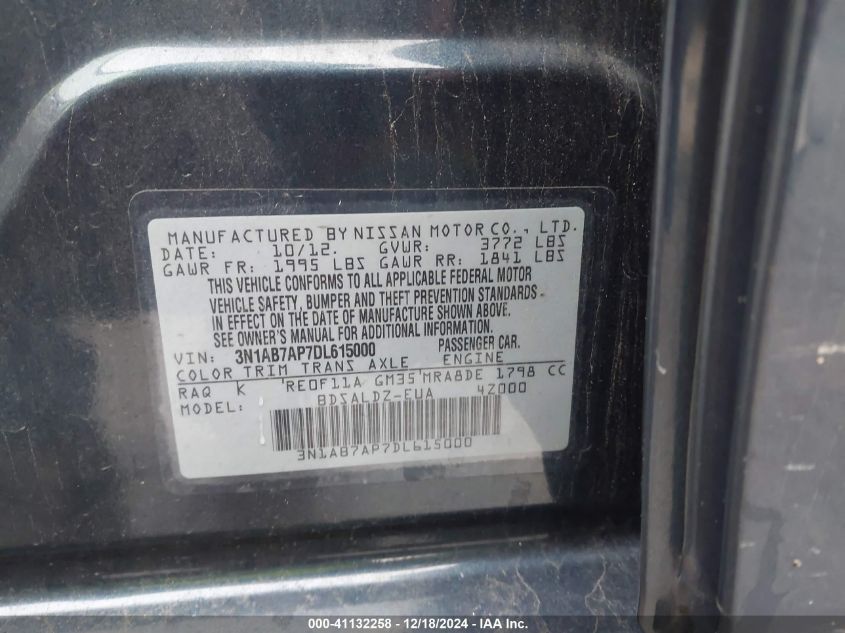 MANUFACTURED BY NISSAN MOTOR CO., LTD.
DATE: 10/12. GVWR: 3772 LBS
GAWR FR: 1995 LBS GAWR RR: 1841 LBS
THIS VEHICLE CONFORMS TO ALL APPLICABLE FEDERAL MOTOR
VEHICLE SAFETY, BUMPER AND THEFT PREVENTION STANDARDS
IN EFFECT ON THE DATE OF MANUFACTURE SHOWN ABOVE.
SEE OWNER'S MANUAL FOR ADDITIONAL INFORMATION.
VIN: 3N1AB7AP7DL615000 PASSENGER CAR.
COLOR TRIM TRANS AXLE ENGINE
RAQ K RE0F11A GM35 MRA8DE 1798 CC
MODEL: BDSALDZ-EUA 4Z000
3N1AB7AP7DL615000
000-41132258 - 12/18/2024 - IAA Inc.